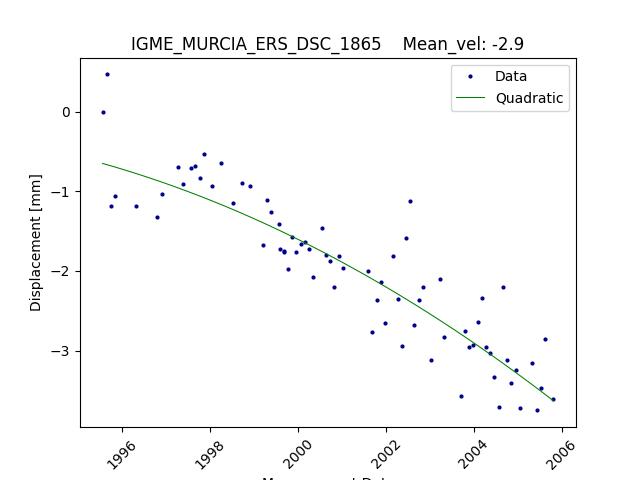 IGME_MURCIA_ERS_DSC_1865    Mean_vel: -2.9
Data
Quadratic
Displacement [mm]
0
−1
−2
−3
1996
1998
2000
2002
2004
2006